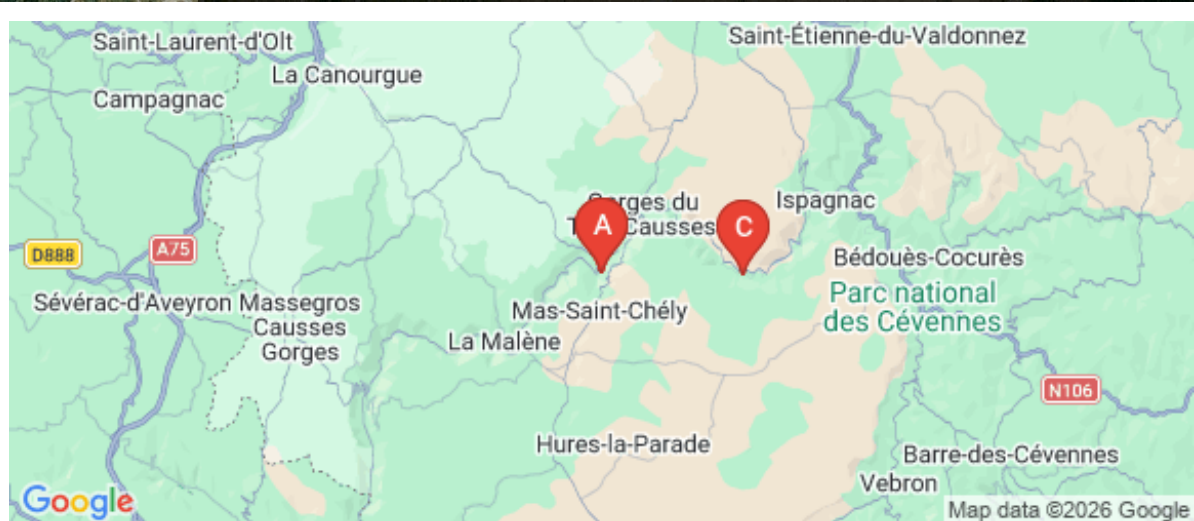 Saint-Laurent-d'Olt
Saint-Étienne-du-Valdonnez
La Canourgue
Campagnac
Gorges du
Causses
Ispagnac
A
C
D888
A75
Bédouès-Cocurès
Sévérac-d'Aveyron
Massegros
Causses
Gorges
Mas-Saint-Chély
Parc national
des Cévennes
La Malène
N106
Hures-la-Parade
Barre-des-Cévennes
Vebron
Google
Map data ©2026 Google